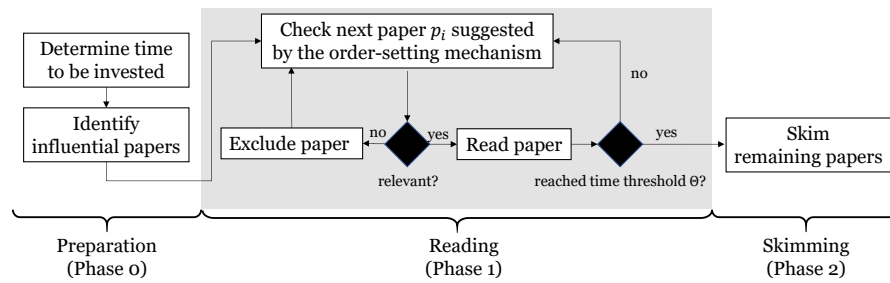 Determine time
to be invested
Identify
influential papers
Check next paper pᵢ suggested
by the order-setting mechanism
no
Exclude paper
no
yes
Read paper
yes
relevant?
reached time threshold Θ?
Skim
remaining papers
Preparation
(Phase 0)
Reading
(Phase 1)
Skimming
(Phase 2)